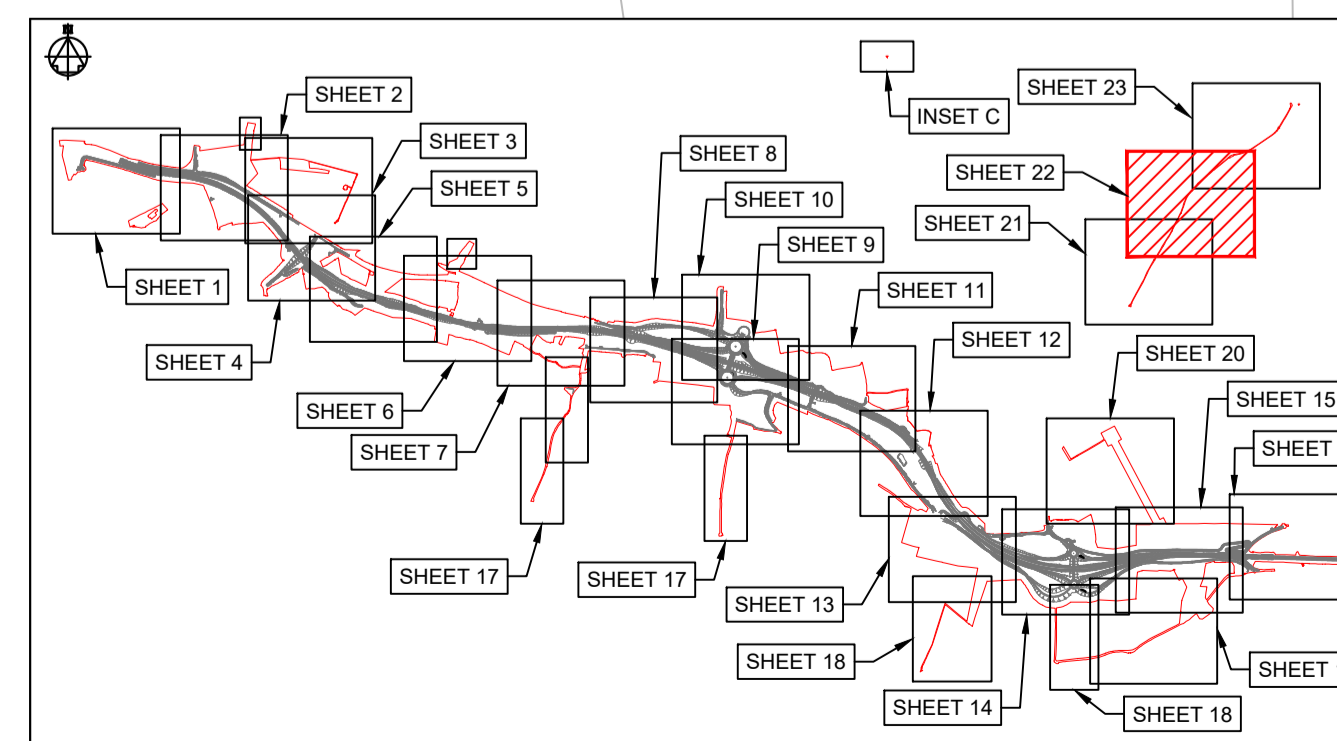 INSET C
SHEET 23
SHEET 2
SHEET 3
SHEET 8
SHEET 22
SHEET 5
SHEET 10
SHEET 21
SHEET 9
SHEET 1
SHEET 11
SHEET 12
SHEET 20
SHEET 4
SHEET 15
SHEET 6
SHEET
SHEET 7
SHEET 17
SHEET 17
SHEET 13
SHEET 18
SHEET
SHEET 14
SHEET 18